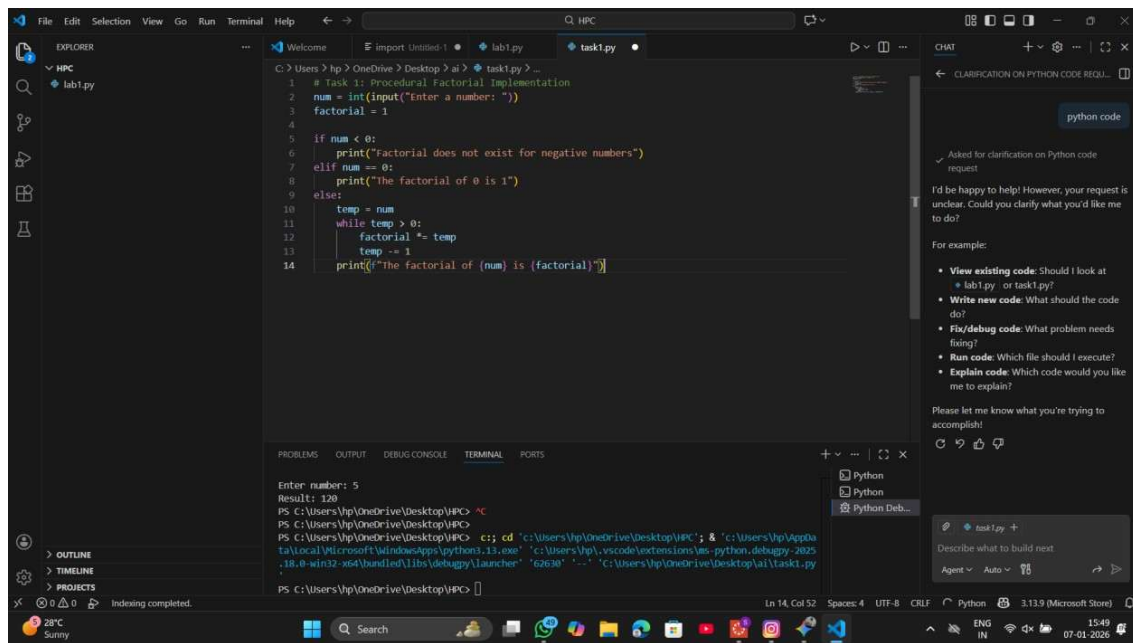 File Edit Selection View Go Run Terminal Help
HPC
EXPLORER
HPC
lab1.py
OUTLINE
TIMELINE
PROJECTS
Welcome
import Untitled-1
lab1.py
task1.py
C: > Users > hp > OneDrive > Desktop > ai > task1.py > ...
1 # Task 1: Procedural Factorial Implementation
2 num = int(input("Enter a number: "))
3 factorial = 1
4
5 if num < 0:
6 print("Factorial does not exist for negative numbers")
7 elif num == 0:
8 print("The factorial of 0 is 1")
9 else:
10 temp = num
11 while temp > 0:
12 factorial *= temp
13 temp -= 1
14 print(f"The factorial of {num} is {factorial}")
PROBLEMS OUTPUT DEBUG CONSOLE TERMINAL PORTS
Enter number: 5
Result: 120
PS C:\Users\hp\OneDrive\Desktop\HPC> ^C
PS C:\Users\hp\OneDrive\Desktop\HPC>
PS C:\Users\hp\OneDrive\Desktop\HPC> c:; cd 'c:\Users\hp\OneDrive\Desktop\HPC'; & 'c:\Users\hp\AppDa
ta\Local\Microsoft\WindowsApps\python3.13.exe' 'c:\Users\hp\.vscode\extensions\ms-python.debugpy-2025
.18.0-win32-x64\bundled\libs\debugpy\launcher' '62630' '--' 'C:\Users\hp\OneDrive\Desktop\ai\task1.py
'
PS C:\Users\hp\OneDrive\Desktop\HPC>
Python
Python
Python Deb...
CHAT
CLARIFICATION ON PYTHON CODE REQU...
python code
Asked for clarification on Python code
request
I'd be happy to help! However, your request is
unclear. Could you clarify what you'd like me
to do?
For example:
• View existing code: Should I look at
lab1.py or task1.py?
• Write new code: What should the code
do?
• Fix/debug code: What problem needs
fixing?
• Run code: Which file should I execute?
• Explain code: Which code would you like
me to explain?
Please let me know what you're trying to
accomplish!
task1.py
Describe what to build next
Agent Auto
0 0 Indexing completed.
Ln 14, Col 52 Spaces: 4 UTF-8 CRLF Python 3.13.9 (Microsoft Store)
28°C
Sunny
Search
49
ENG
IN
15:49
07-01-2026